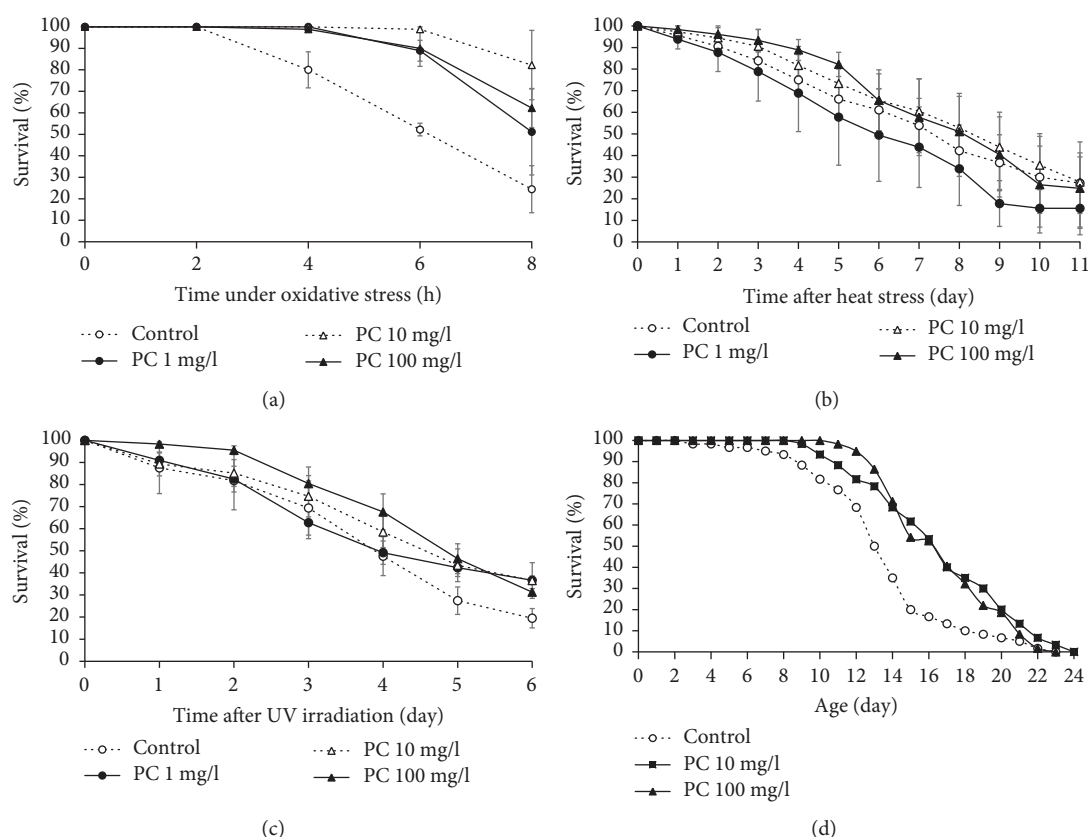 100
90
80
70
60
50
40
30
20
10
0
Survival (%)
0 2 4 6 8
Time under oxidative stress (h)
Control PC 10 mg/l
PC 1 mg/l PC 100 mg/l
(a)
100
90
80
70
60
50
40
30
20
10
0
Survival (%)
0 1 2 3 4 5 6 7 8 9 10 11
Time after heat stress (day)
Control PC 10 mg/l
PC 1 mg/l PC 100 mg/l
(b)
100
90
80
70
60
50
40
30
20
10
0
Survival (%)
0 1 2 3 4 5 6
Time after UV irradiation (day)
Control PC 10 mg/l
PC 1 mg/l PC 100 mg/l
(c)
100
90
80
70
60
50
40
30
20
10
0
Survival (%)
0 2 4 6 8 10 12 14 16 18 20 22 24
Age (day)
Control
PC 10 mg/l
PC 100 mg/l
(d)